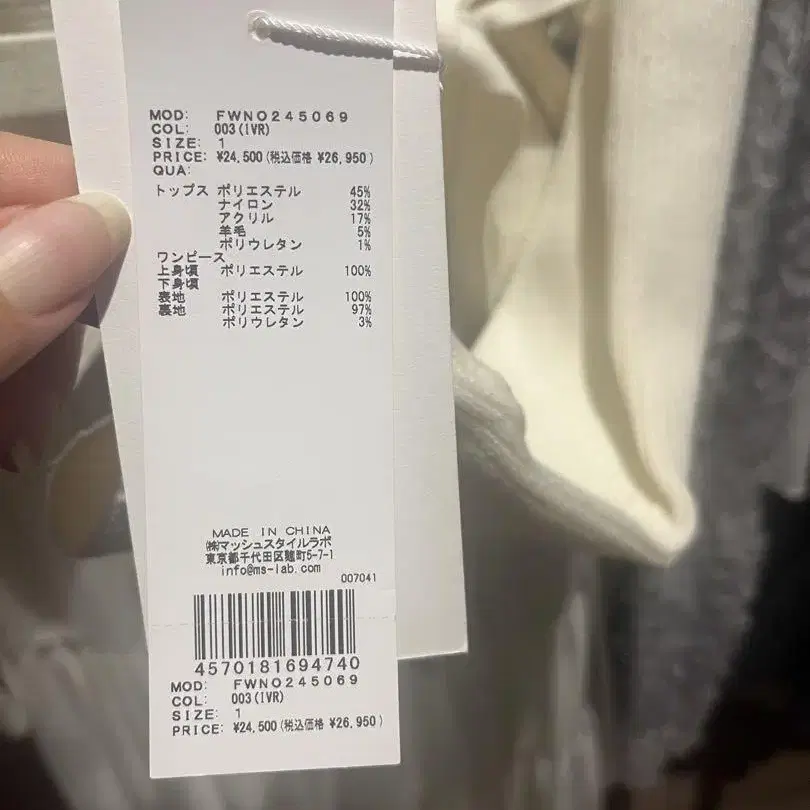 MOD: FWNO245069
COL: 003(IVR)
SIZE: 1
PRICE: ¥24,500(税込価格 ¥26,950)
QUA:
トップス ポリエステル 45%
ナイロン 32%
アクリル 17%
羊毛 5%
ポリウレタン 1%
ワンピース
上身頃 ポリエステル 100%
下身頃
表地 ポリエステル 100%
裏地 ポリエステル 97%
ポリウレタン 3%
MADE IN CHINA
㈱マッシュスタイルラボ
東京都千代田区麹町5-7-1
info@ms-lab.com
007041
4570181694740
MOD: FWNO245069
COL: 003(IVR)
SIZE: 1
PRICE: ¥24,500(税込価格 ¥26,950)